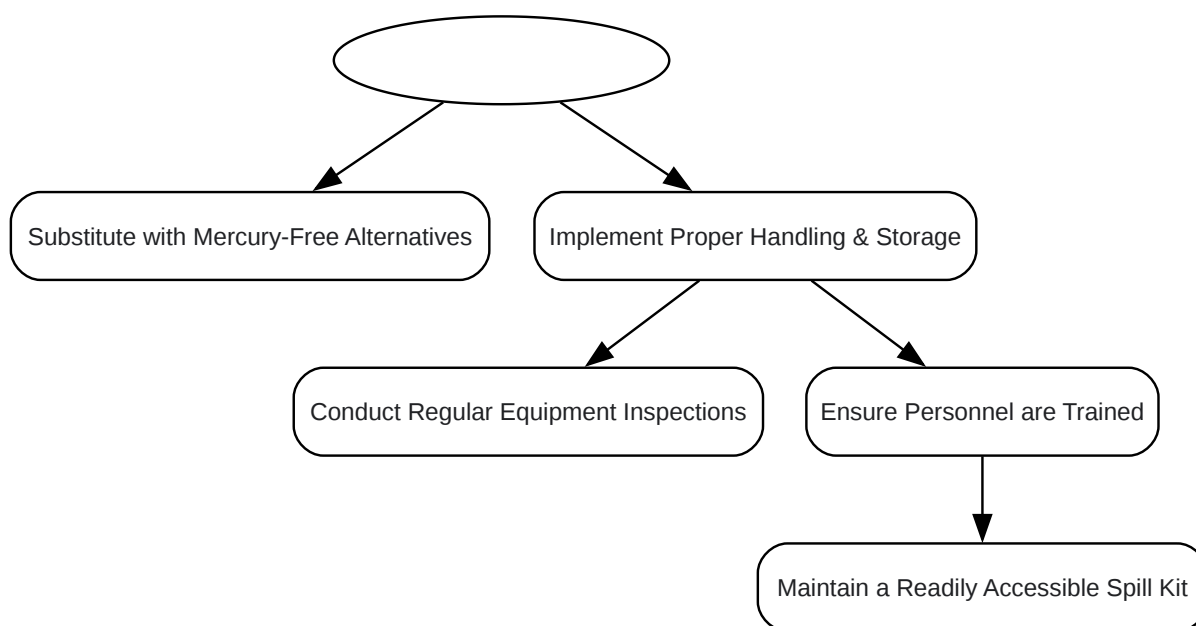 Substitute with Mercury-Free Alternatives
Implement Proper Handling & Storage
Conduct Regular Equipment Inspections
Ensure Personnel are Trained
Maintain a Readily Accessible Spill Kit